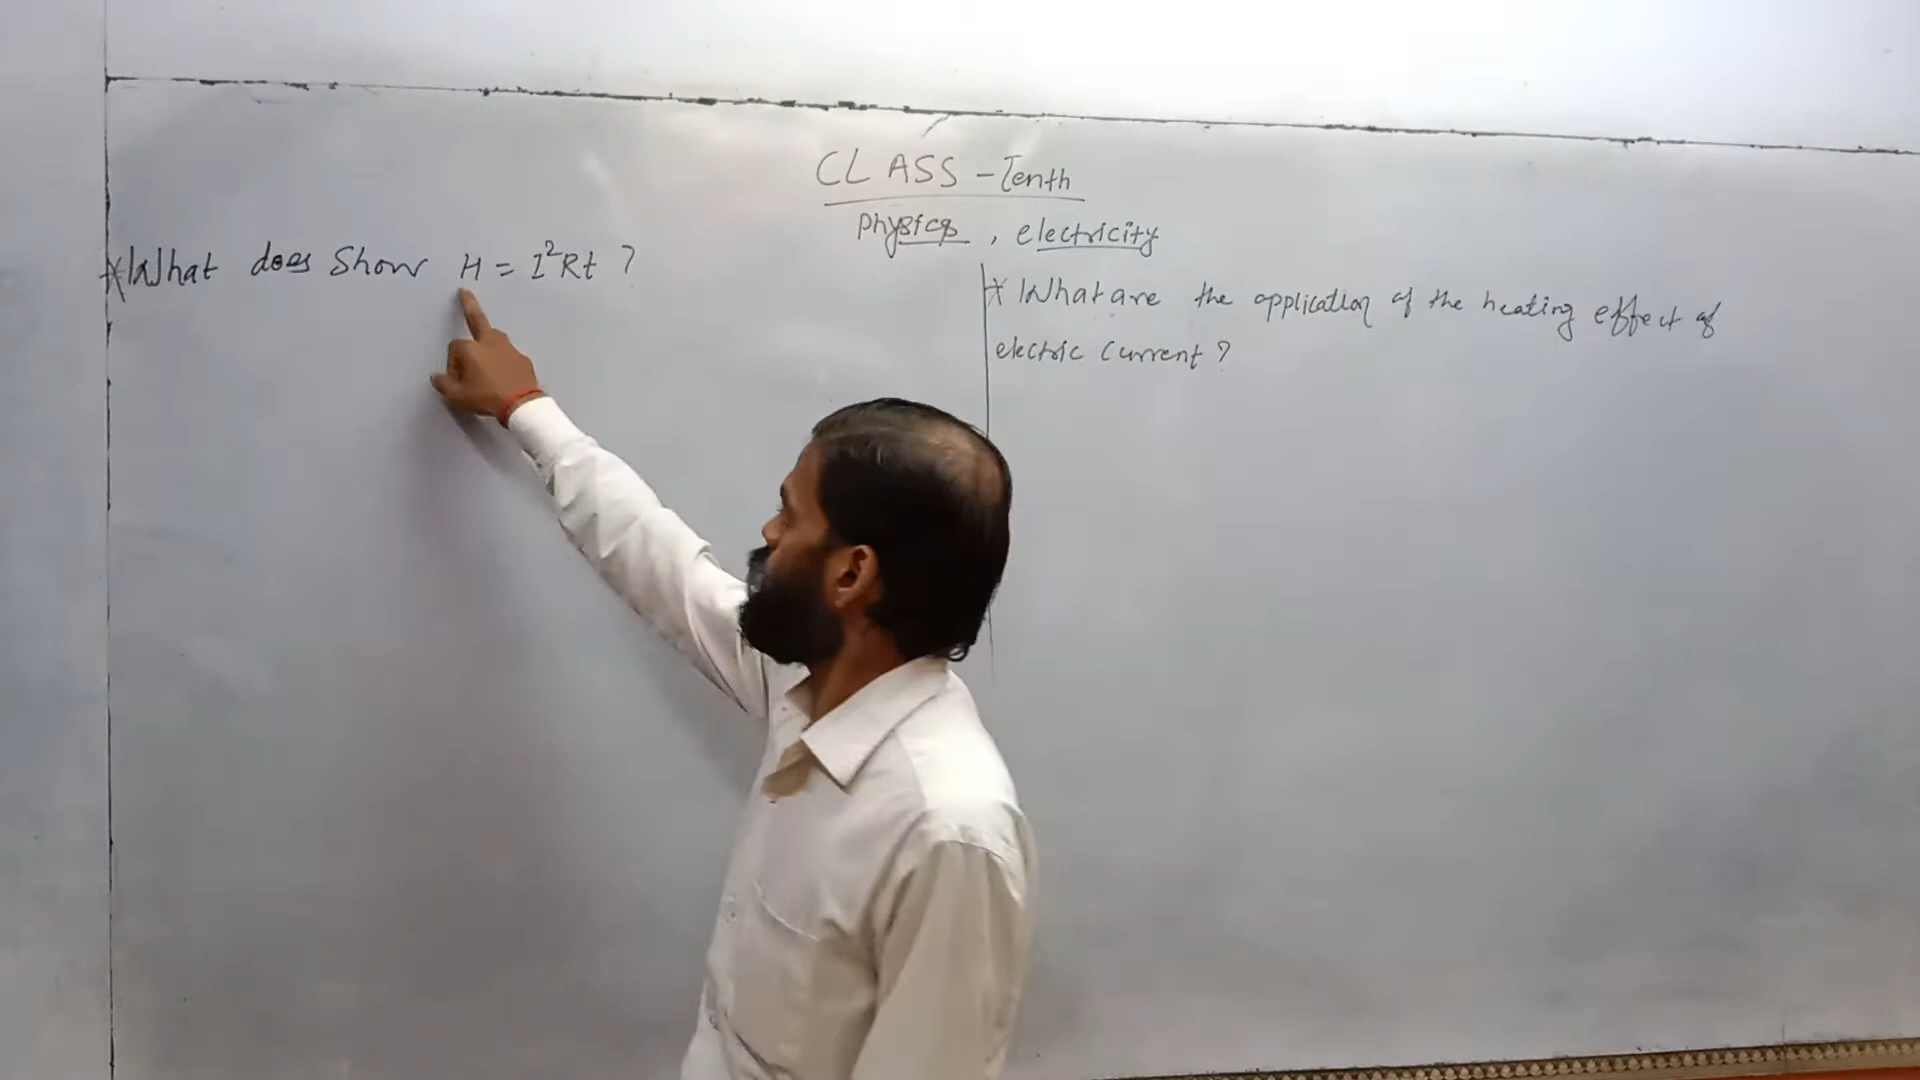 CLASS - Tenth
Physics, electricity
*What does Show H = I²Rt ?
* What are the application of the heating effect of
electric Current ?